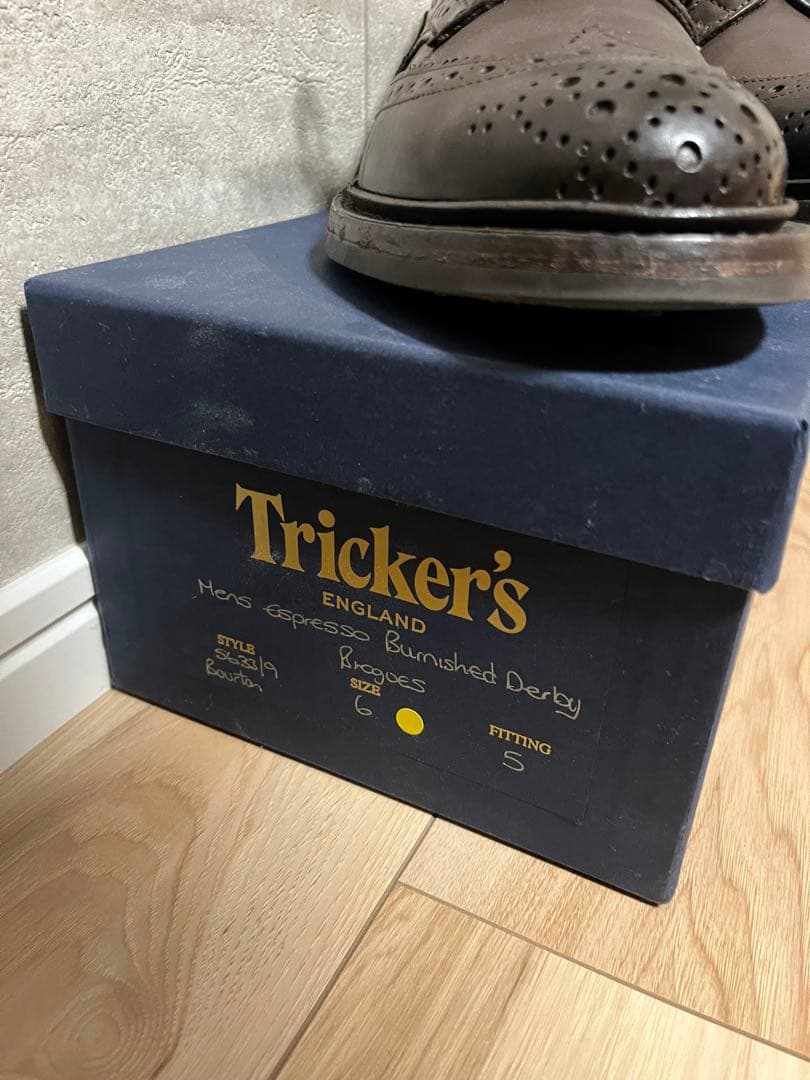 Tricker's
ENGLAND
Mens espresso Burnished Derby
Brogues
STYLE
5633/9
Bourton
SIZE
6
FITTING
5